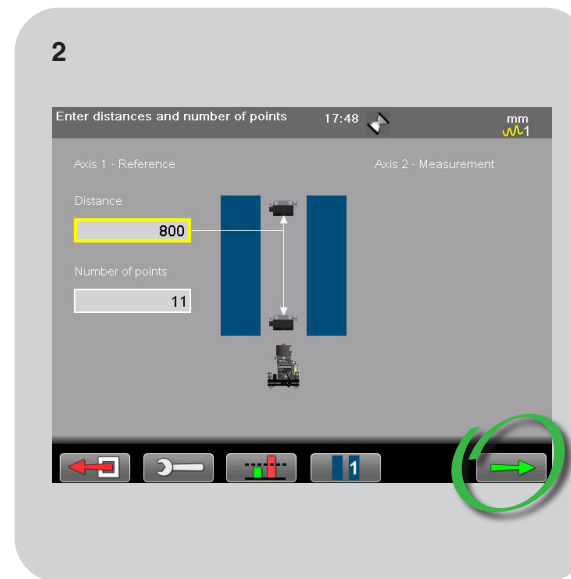 2
Enter distances and number of points 17:48 mm
1
Axis 1 - Reference Axis 2 - Measurement
Distance
800
Number of points
11
1